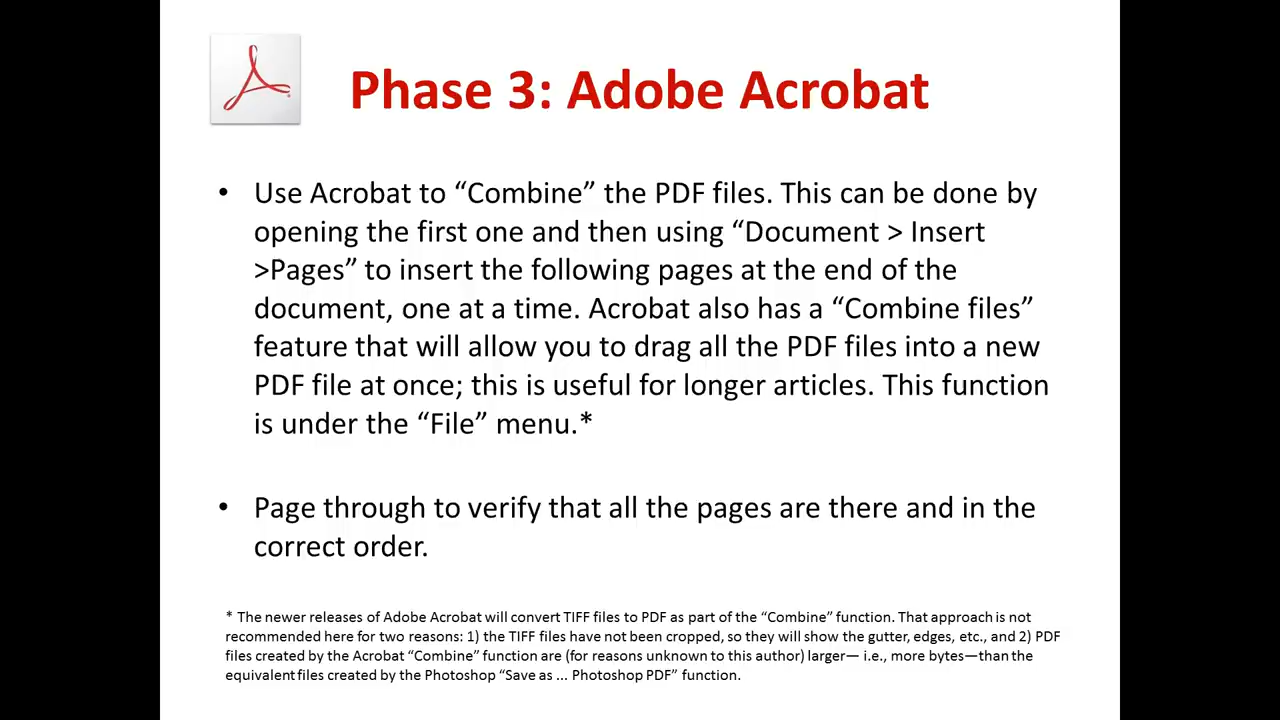 Phase 3: Adobe Acrobat
• Use Acrobat to “Combine” the PDF files. This can be done by
opening the first one and then using “Document > Insert
>Pages” to insert the following pages at the end of the
document, one at a time. Acrobat also has a “Combine files”
feature that will allow you to drag all the PDF files into a new
PDF file at once; this is useful for longer articles. This function
is under the “File” menu.*
• Page through to verify that all the pages are there and in the
correct order.
* The newer releases of Adobe Acrobat will convert TIFF files to PDF as part of the “Combine” function. That approach is not
recommended here for two reasons: 1) the TIFF files have not been cropped, so they will show the gutter, edges, etc., and 2) PDF
files created by the Acrobat “Combine” function are (for reasons unknown to this author) larger— i.e., more bytes—than the
equivalent files created by the Photoshop “Save as ... Photoshop PDF” function.